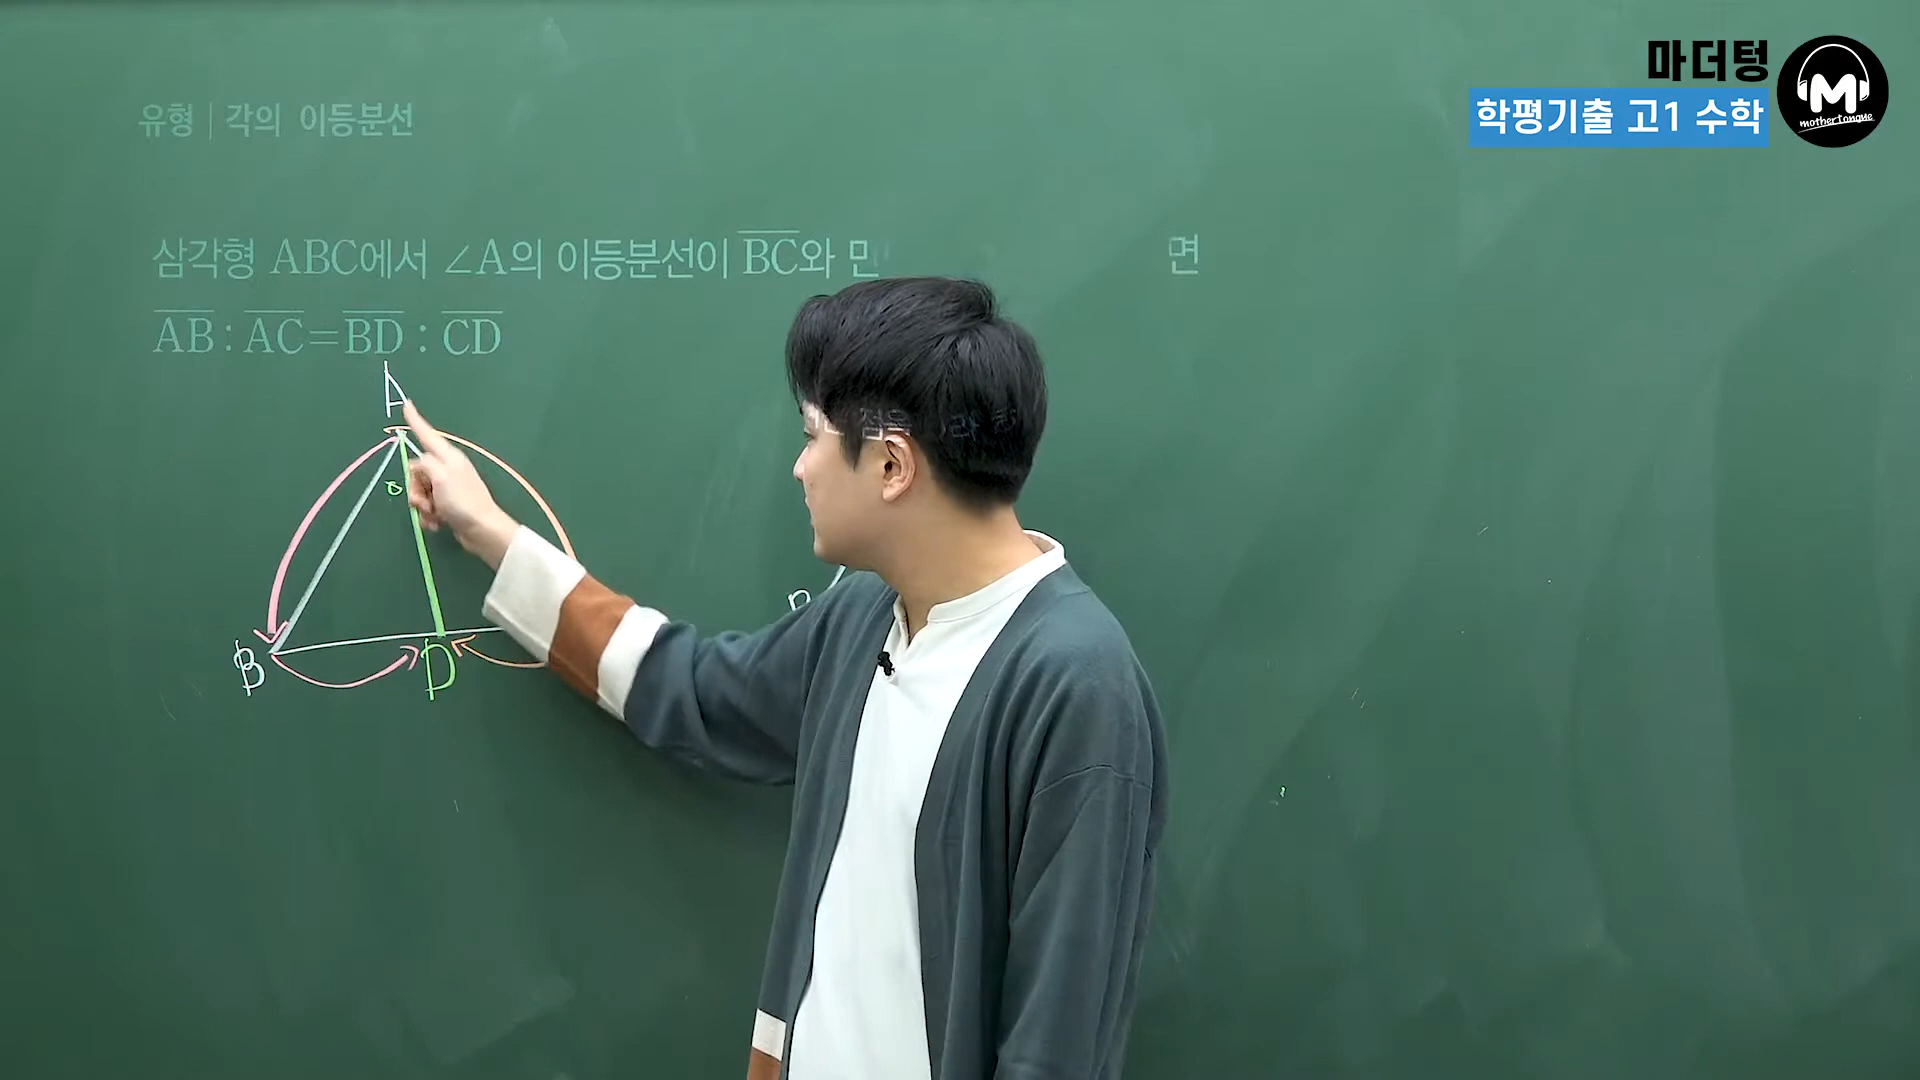 마더텅
학평기출 고1 수학
mothertongue
유형 | 각의 이등분선
삼각형 ABC에서 ∠A의 이등분선이 BC와 면
AB : AC = BD : CD
A
B
D